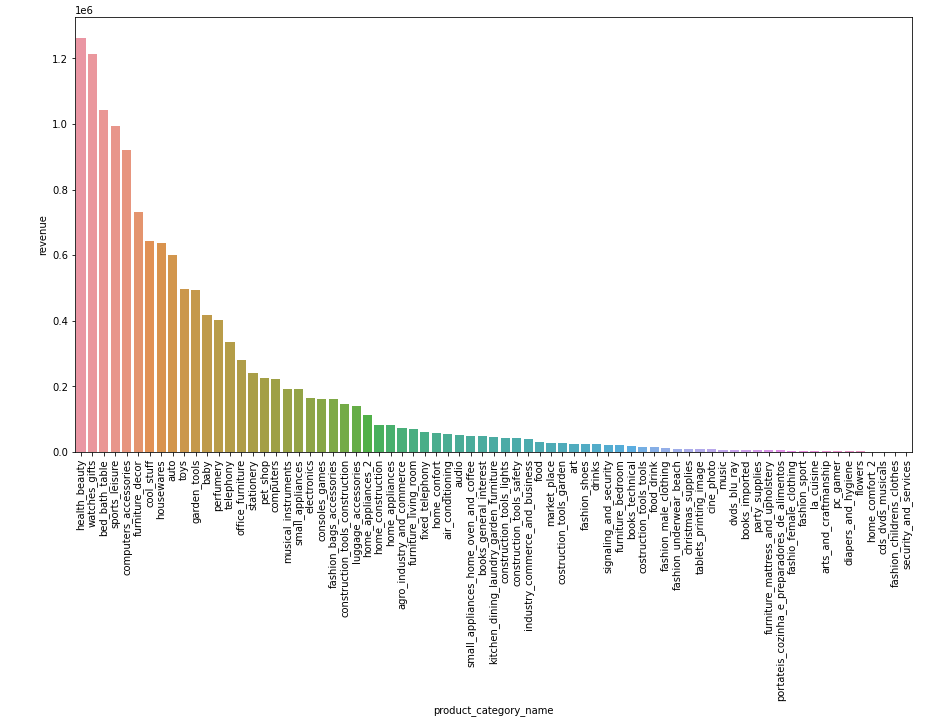 1e6
1.2
1.0
0.8
0.6
0.4
0.2
0.0
revenue
health_beauty
watches_gifts
bed_bath_table
sports_leisure
computers_accessories
furniture_decor
cool_stuff
housewares
auto
toys
garden_tools
baby
perfumery
telephony
office_furniture
stationery
pet_shop
computers
musical_instruments
small_appliances
electronics
consoles_games
fashion_bags_accessories
construction_tools_construction
luggage_accessories
home_appliances_2
home_construction
home_appliances
agro_industry_and_commerce
furniture_living_room
fixed_telephony
home_confort
air_conditioning
audio
small_appliances_home_oven_and_coffee
books_general_interest
kitchen_dining_laundry_garden_furniture
construction_tools_lights
construction_tools_safety
industry_commerce_and_business
food
market_place
costruction_tools_garden
art
fashion_shoes
drinks
signaling_and_security
furniture_bedroom
books_technical
costruction_tools_tools
food_drink
fashion_male_clothing
fashion_underwear_beach
christmas_supplies
tablets_printing_image
cine_photo
music
dvds_blu_ray
books_imported
party_supplies
furniture_mattress_and_upholstery
portateis_cozinha_e_preparadores_de_alimentos
fashio_female_clothing
fashion_sport
la_cuisine
arts_and_craftmanship
pc_gamer
diapers_and_hygiene
flowers
home_comfort_2
cds_dvds_musicals
fashion_childrens_clothes
security_and_services
product_category_name